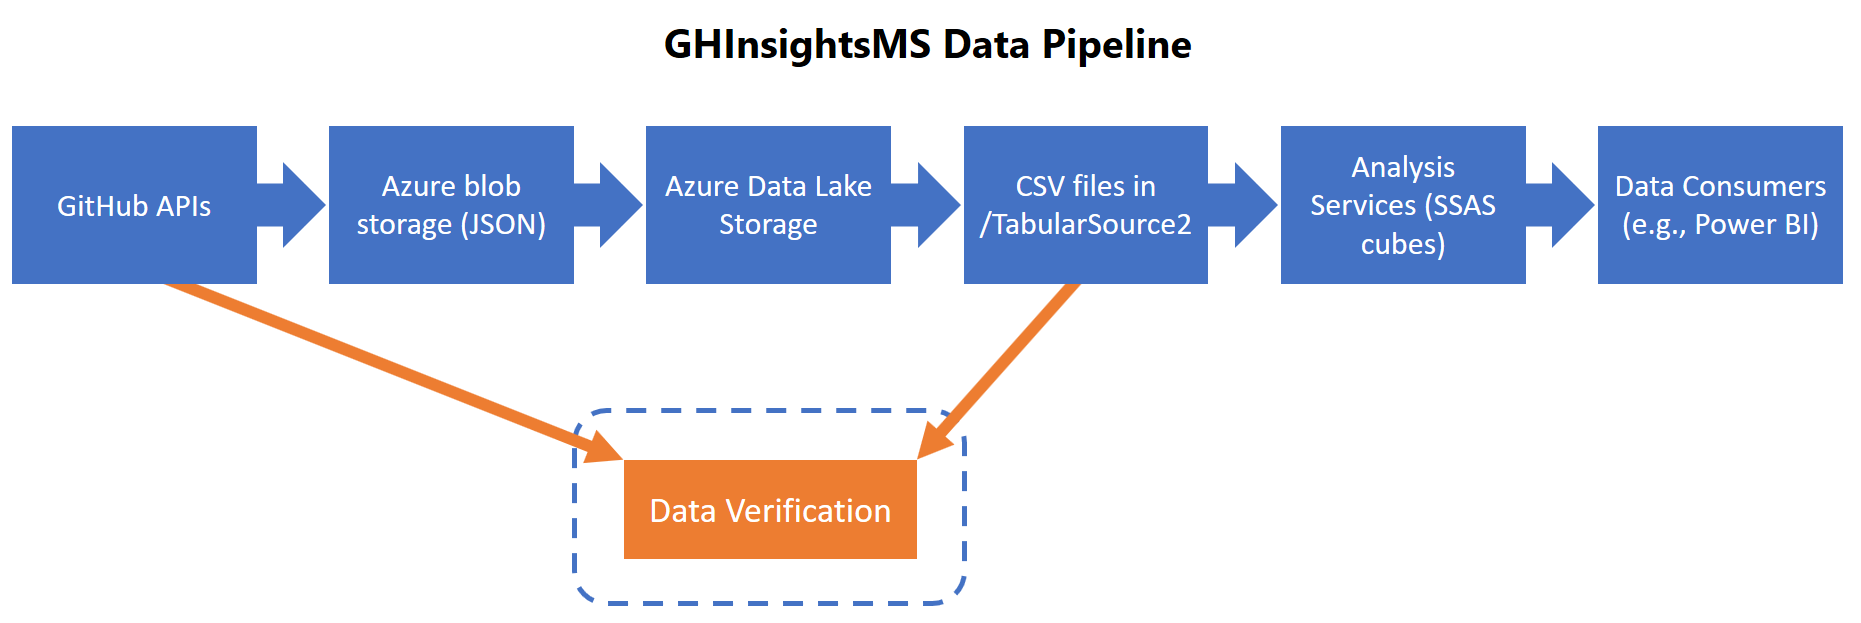 GHInsightsMS Data Pipeline
GitHub APIs
Azure blob
storage (JSON)
Azure Data Lake
Storage
CSV files in
/TabularSource2
Analysis
Services (SSAS
cubes)
Data Consumers
(e.g., Power BI)
Data Verification